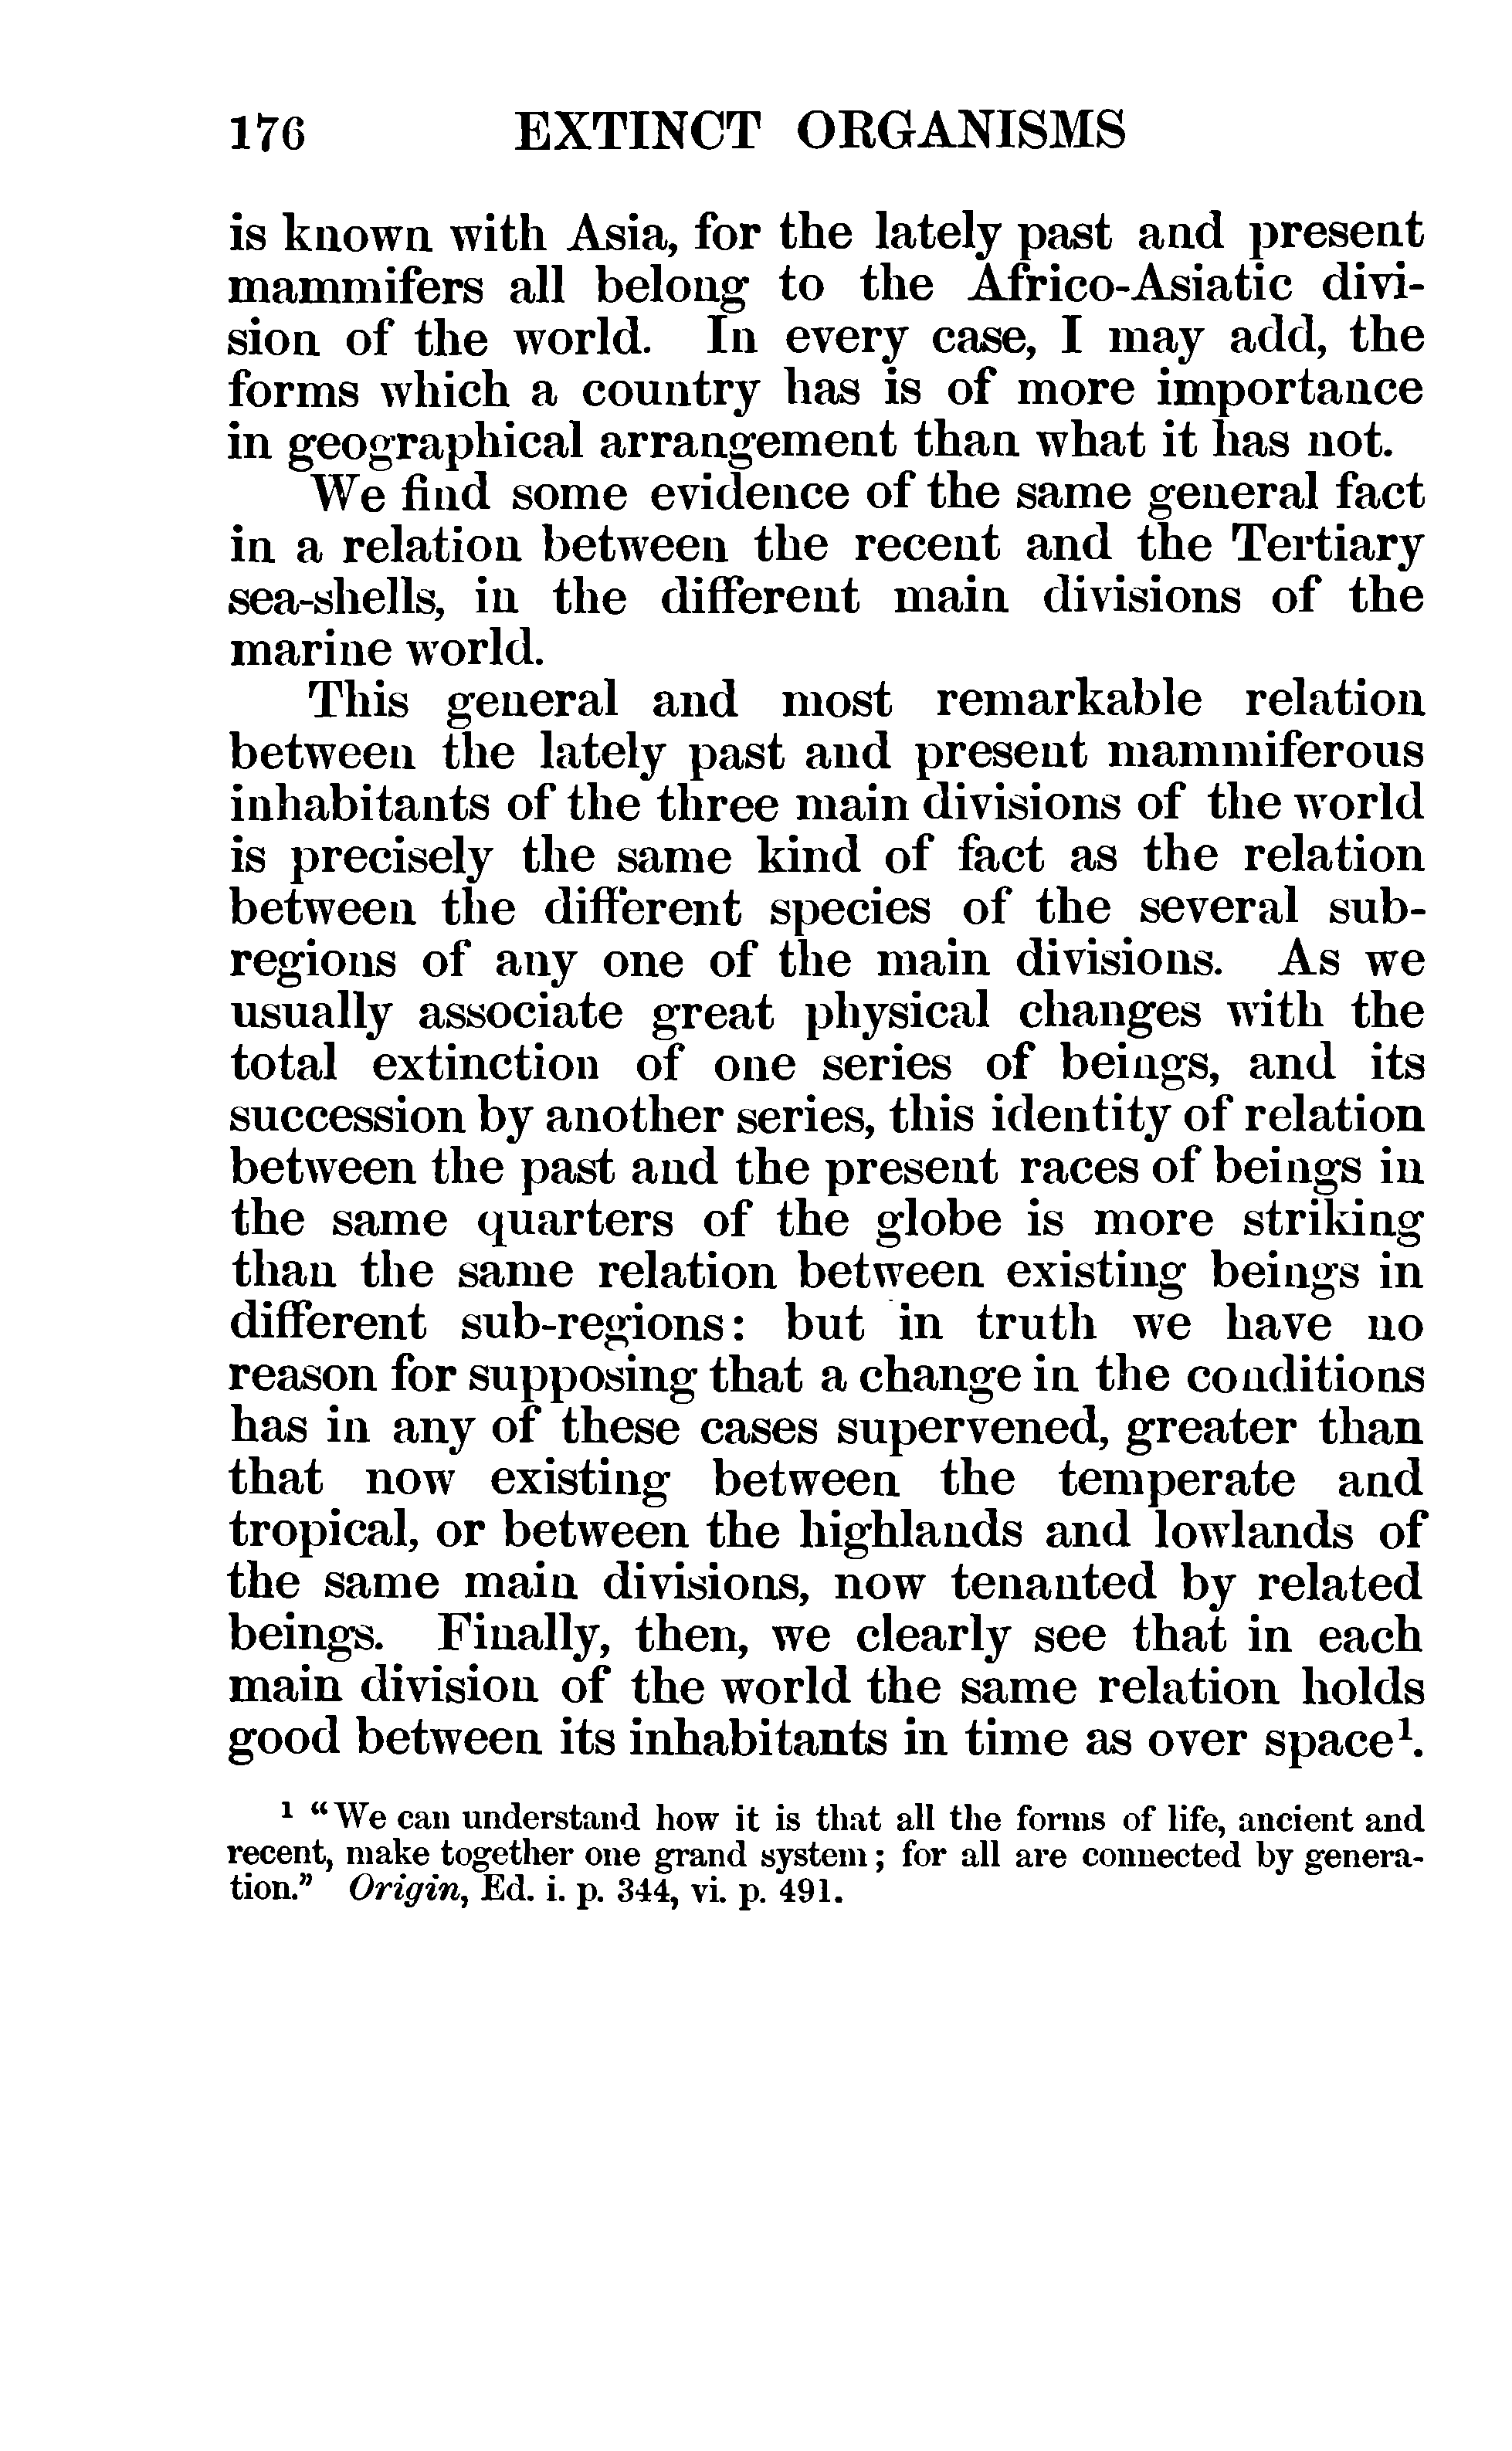 176 EXTINCT ORGANISMS
is known with Asia, for the lately past and present
mammifers all belong to the Africo-Asiatic divi-
sion of the world. In every case, I may add, the
forms which a country has is of more importance
in geographical arrangement than what it has not.
We find some evidence of the same general fact
in a relation between the recent and the Tertiary
sea-shells, in the different main divisions of the
marine world.
This general and most remarkable relation
between the lately past and present mammiferous
inhabitants of the three main divisions of the world
is precisely the same kind of fact as the relation
between the different species of the several sub-
regions of any one of the main divisions. As we
usually associate great physical changes with the
total extinction of one series of beings, and its
succession by another series, this identity of relation
between the past and the present races of beings in
the same quarters of the globe is more striking
than the same relation between existing beings in
different sub-regions: but in truth we have no
reason for supposing that a change in the conditions
has in any of these cases supervened, greater than
that now existing between the temperate and
tropical, or between the highlands and lowlands of
the same main divisions, now tenanted by related
beings. Finally, then, we clearly see that in each
main division of the world the same relation holds
good between its inhabitants in time as over space¹.
¹ “We can understand how it is that all the forms of life, ancient and
recent, make together one grand system; for all are connected by genera-
tion.” Origin, Ed. i. p. 344, vi. p. 491.